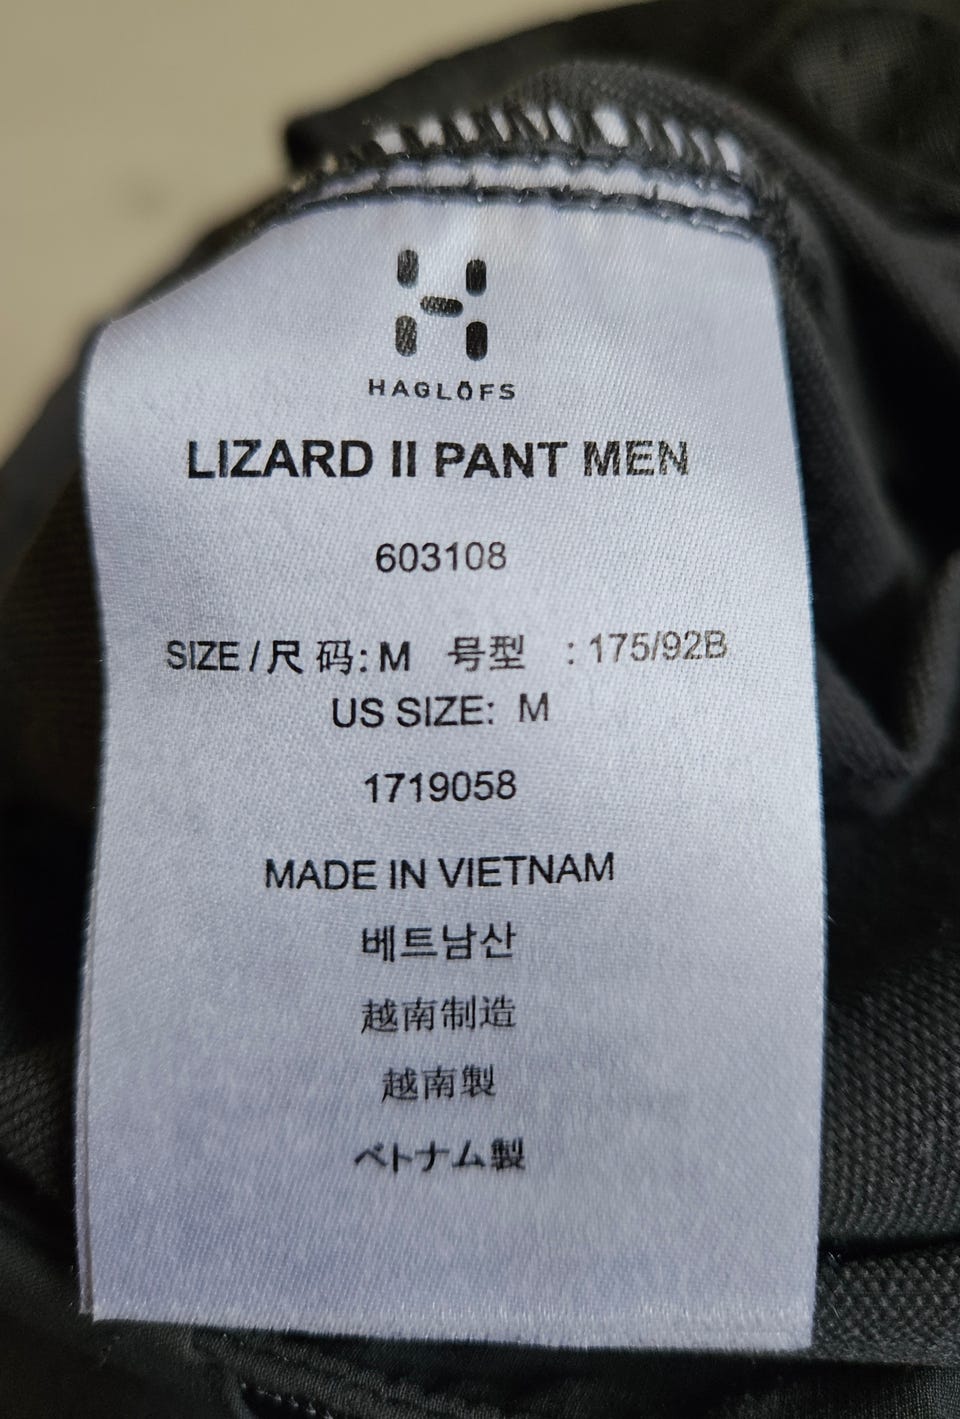 HAGLÖFS
LIZARD II PANT MEN
603108
SIZE / 尺 码: M 号型 : 175/92B
US SIZE: M
1719058
MADE IN VIETNAM
베트남산
越南制造
越南製
ベトナム製